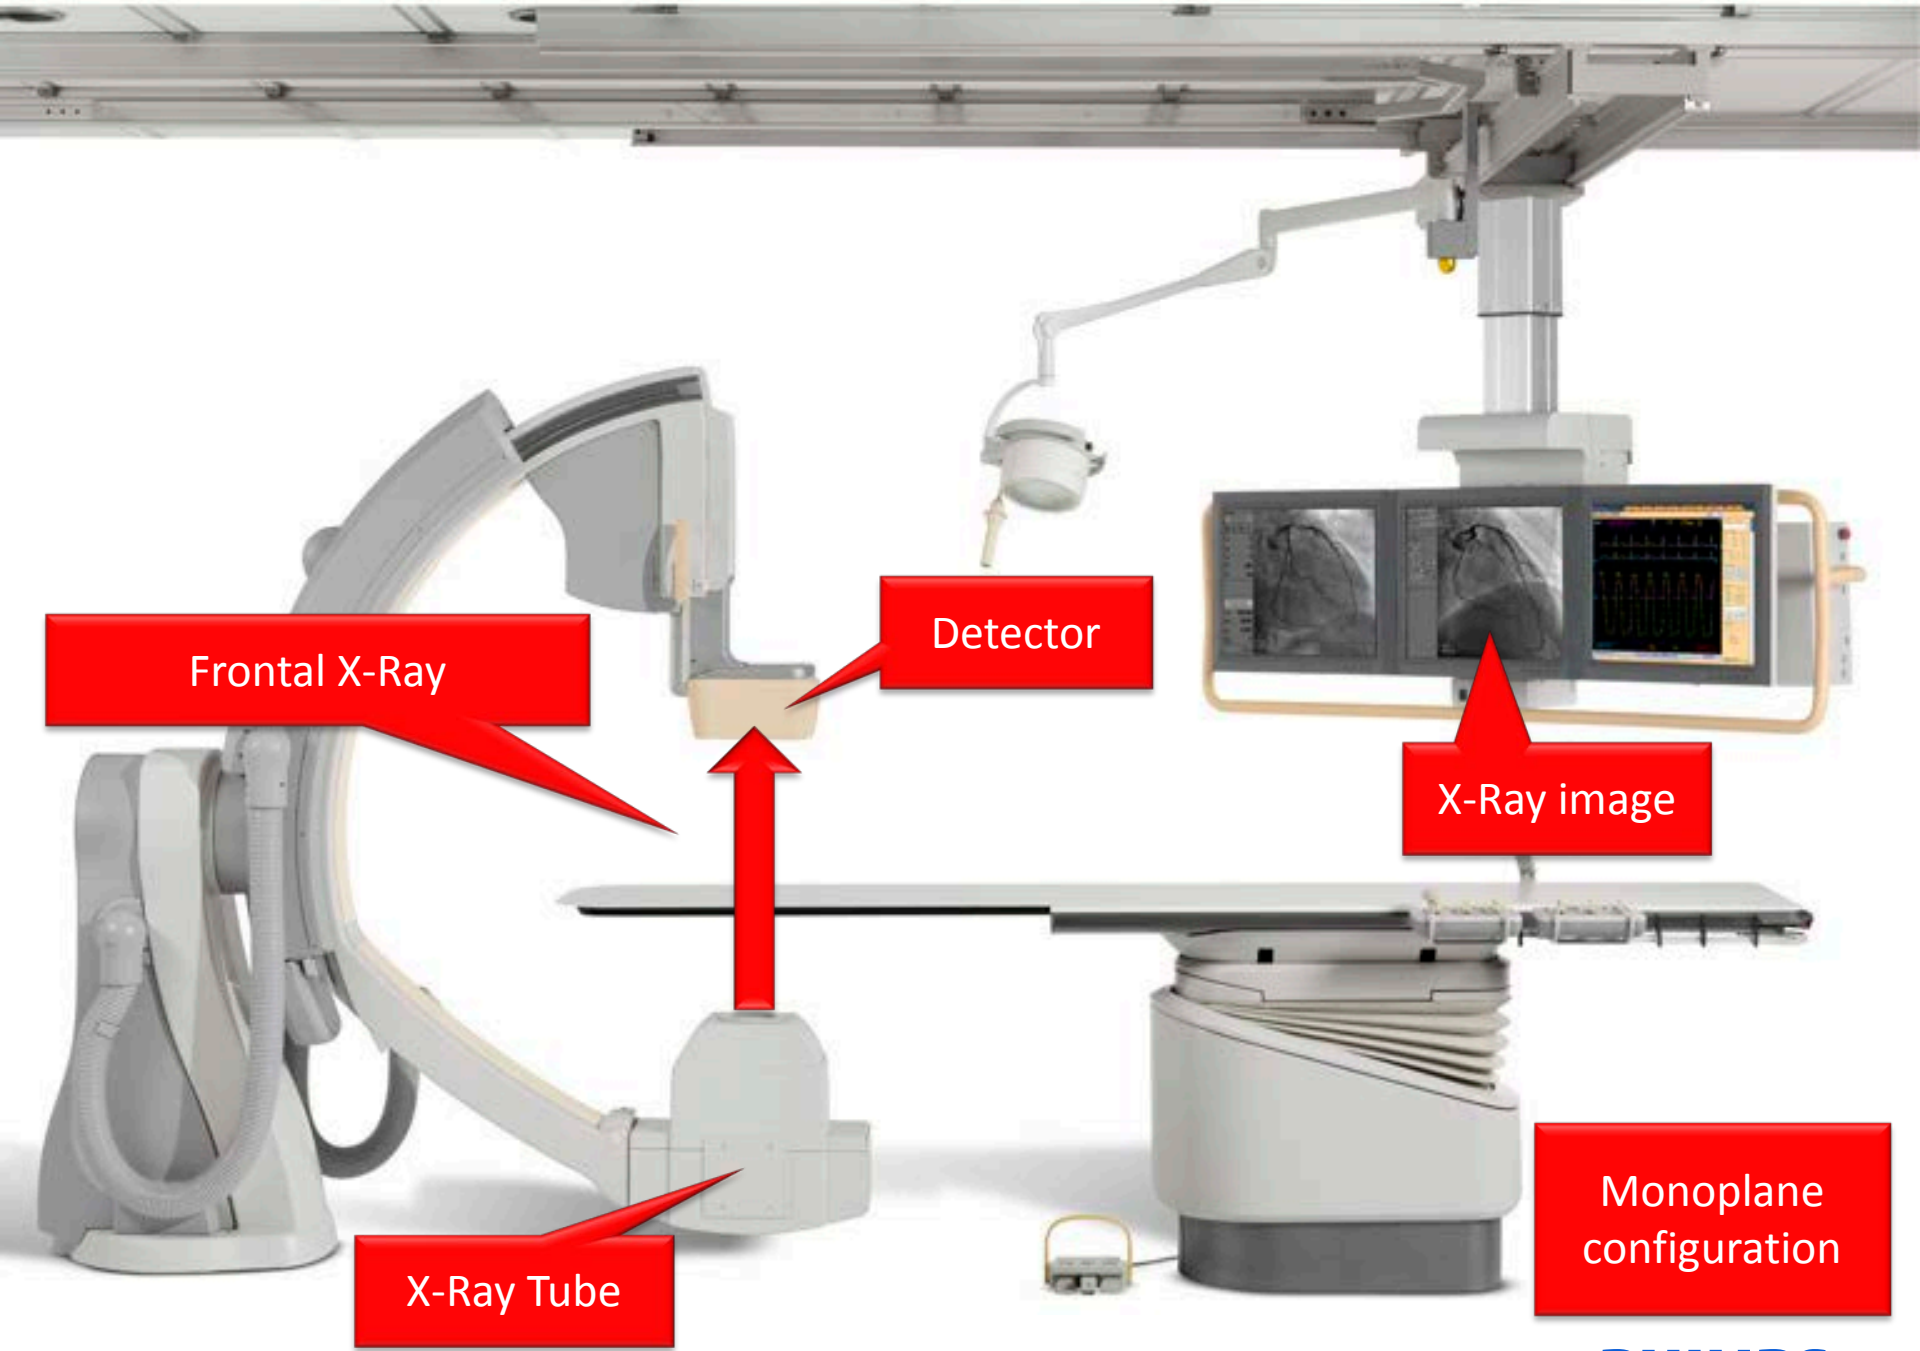 Detector
Frontal X-Ray
X-Ray image
Monoplane
configuration
X-Ray Tube